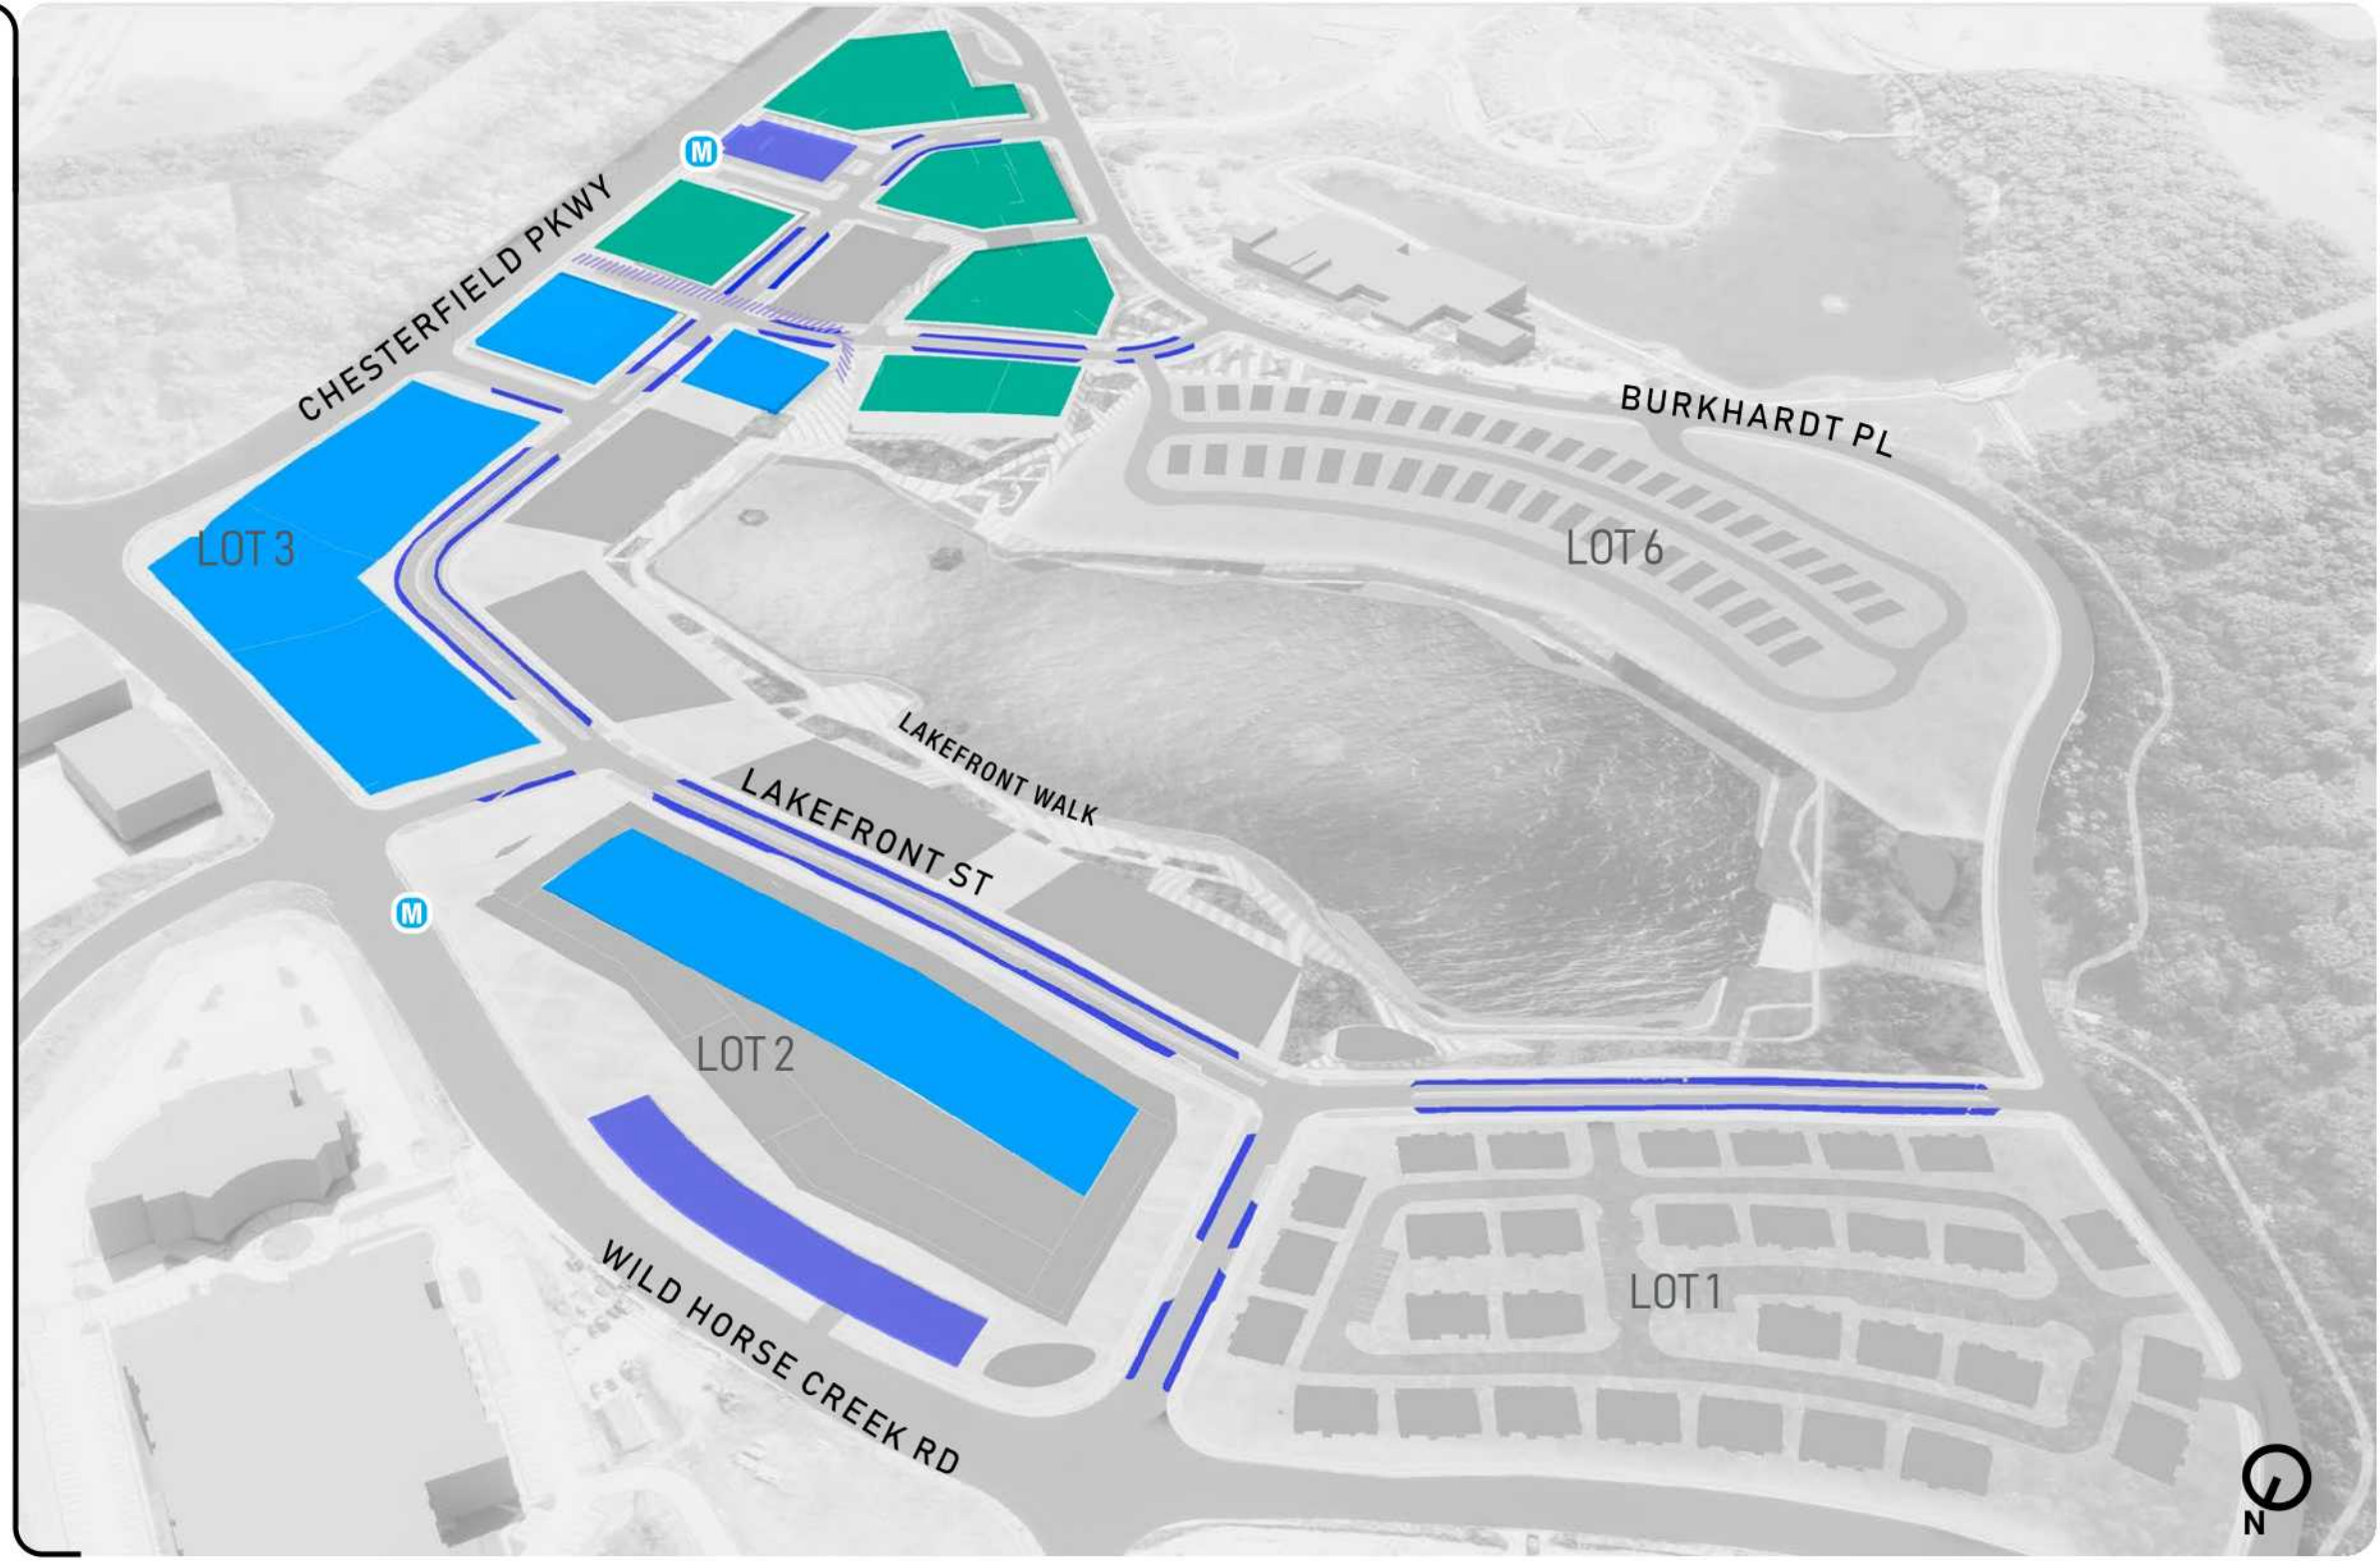 M
CHESTERFIELD PKWY
BURKHARDT PL
LOT 3
LOT 6
LAKEFRONT WALK
LAKEFRONT ST
M
LOT 2
WILD HORSE CREEK RD
LOT 1
N